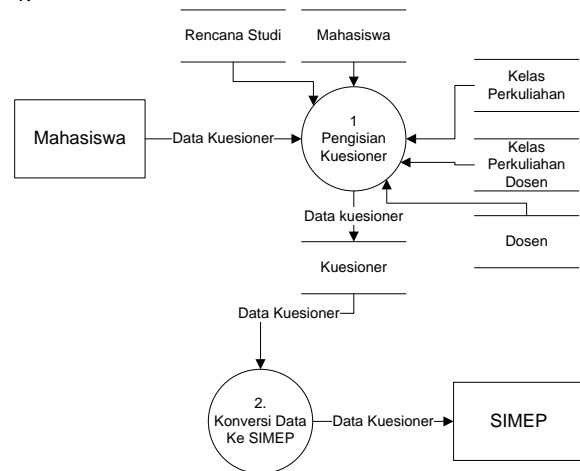 Rencana Studi
Mahasiswa
Kelas
Perkuliahan
Mahasiswa
Data Kuesioner
1
Pengisian
Kuesioner
Kelas
Perkuliahan
Dosen
Data kuesioner
Dosen
Kuesioner
Data Kuesioner
2.
Konversi Data
Ke SIMEP
Data Kuesioner
SIMEP